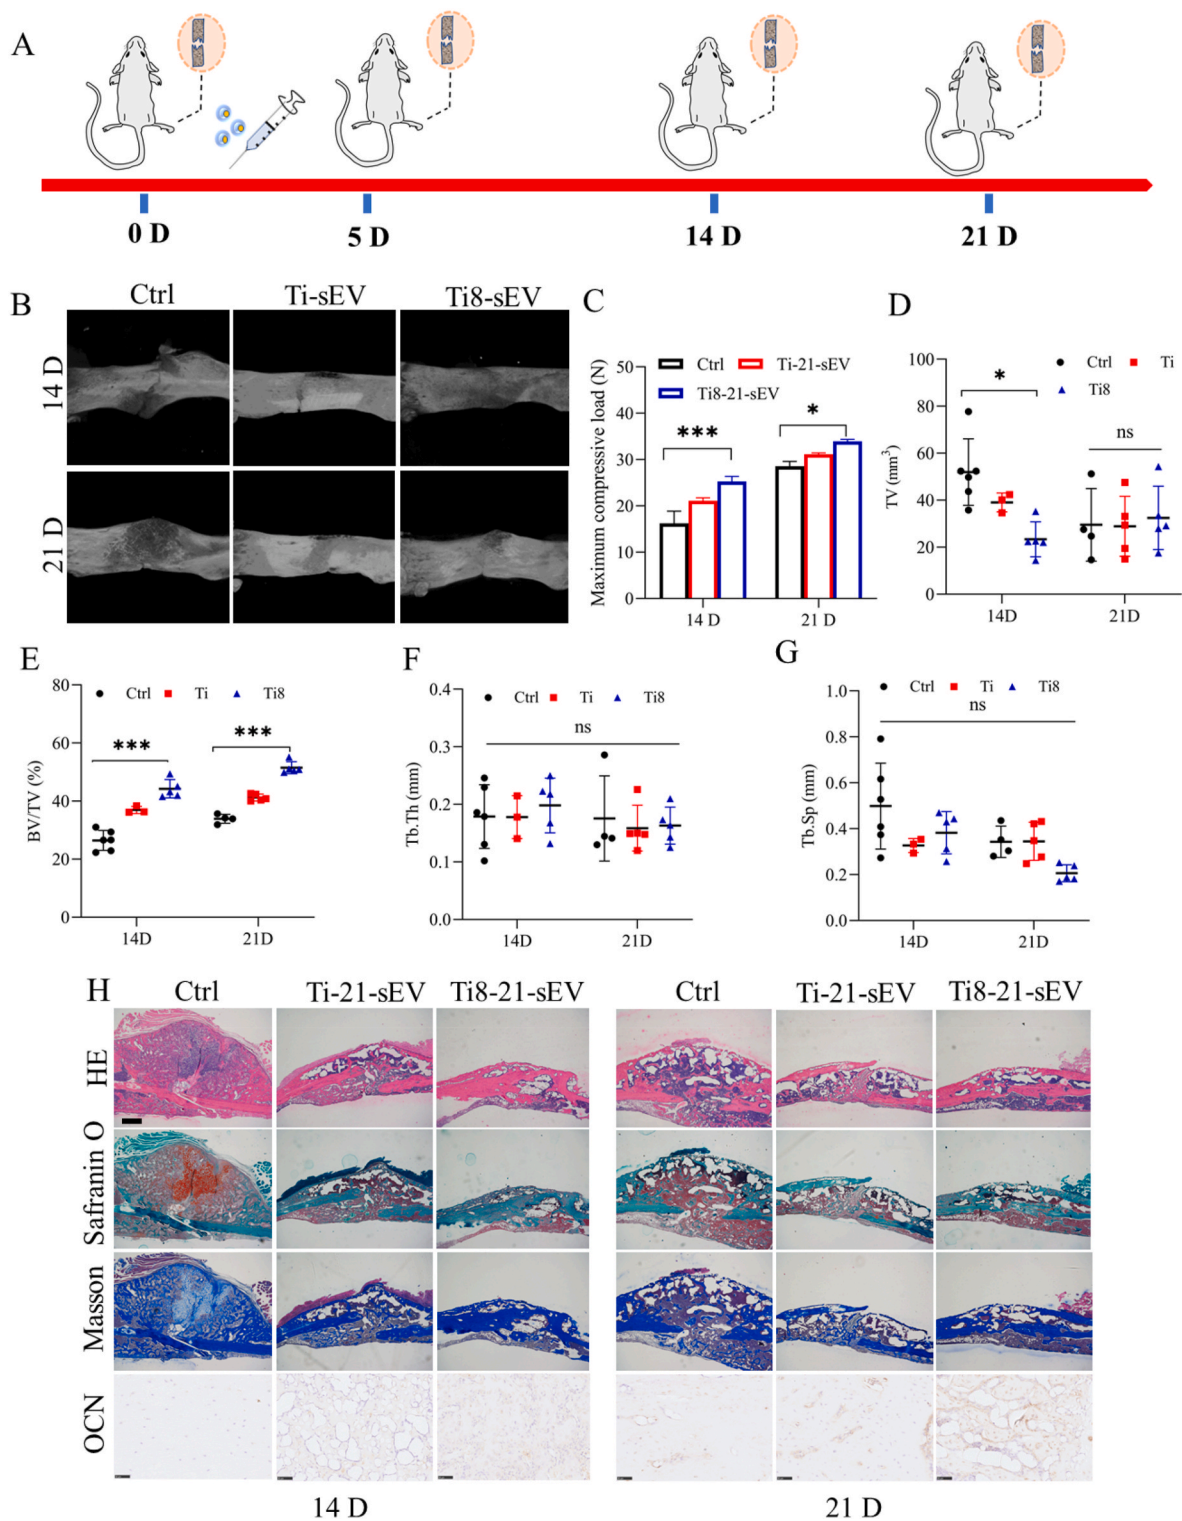 A
0 D
5 D
14 D
21 D
B
Ctrl
Ti-sEV
Ti8-sEV
14 D
21 D
C
Maximum compressive load (N)
50
40
30
20
10
0
Ctrl
Ti-21-sEV
Ti8-21-sEV
***
*
14 D
21 D
D
TV (mm³)
100
80
60
40
20
0
Ctrl
Ti
Ti8
*
ns
14D
21D
E
BV/TV (%)
80
60
40
20
0
Ctrl
Ti
Ti8
***
***
14D
21D
F
Tb.Th (mm)
0.4
0.3
0.2
0.1
0.0
Ctrl
Ti
Ti8
ns
14D
21D
G
Tb.Sp (mm)
1.0
0.8
0.6
0.4
0.2
0.0
Ctrl
Ti
Ti8
ns
14D
21D
H
Ctrl
Ti-21-sEV
Ti8-21-sEV
Ctrl
Ti-21-sEV
Ti8-21-sEV
HE
Safranin O
Masson
OCN
14 D
21 D